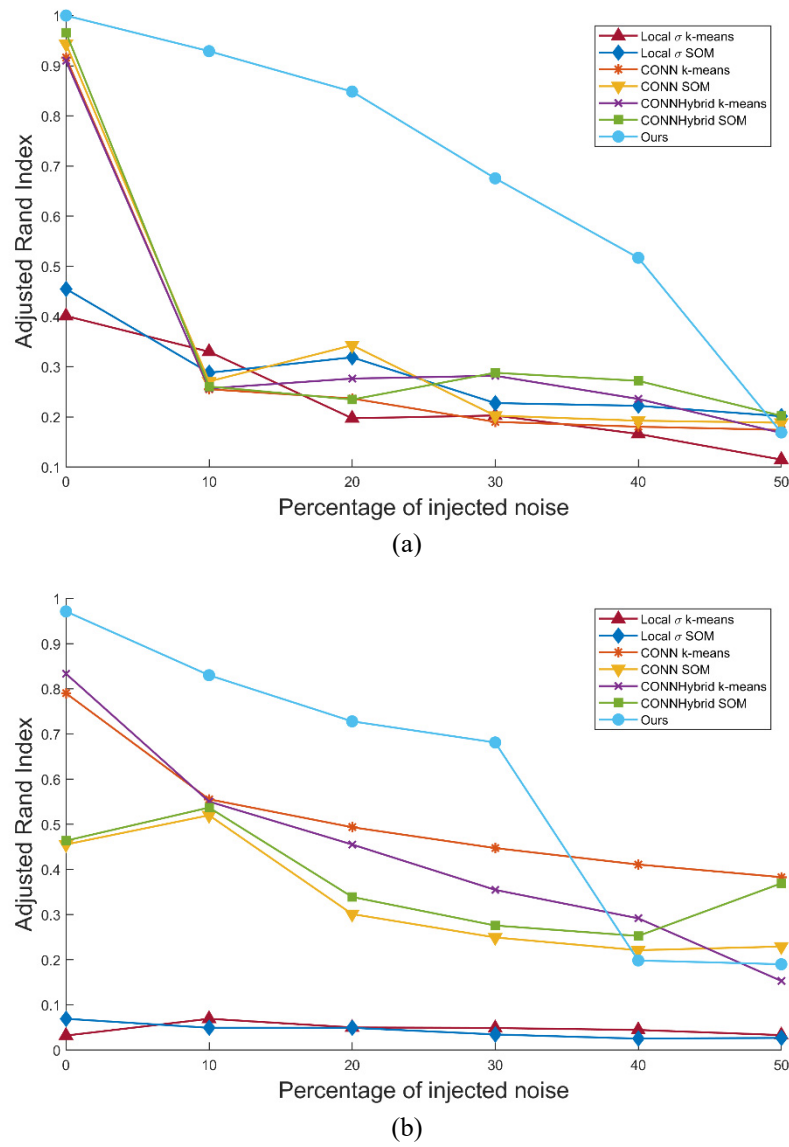 1
0.9
0.8
0.7
0.6
0.5
1
0.3
0.2
0.1
0 10 20 30 40 50
Adjusted Rand Index
Percentage of injected noise
Local σ k-means
Local σ SOM
CONN k-means
CONN SOM
CONNHybrid k-means
CONNHybrid SOM
Ours
(a)
1
0.9
0.8
0.7
0.6
0.5
0.4
0.3
0.2
0.1
0
0 10 20 30 40 50
Adjusted Rand Index
Percentage of injected noise
Local σ k-means
Local σ SOM
CONN k-means
CONN SOM
CONNHybrid k-means
CONNHybrid SOM
Ours
(b)